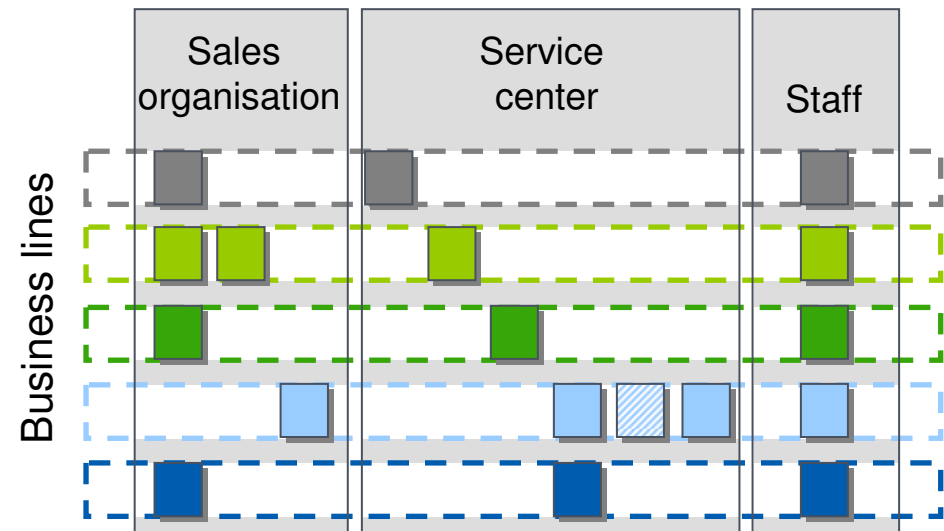 Sales
organisation
Service
center
Staff
Business lines